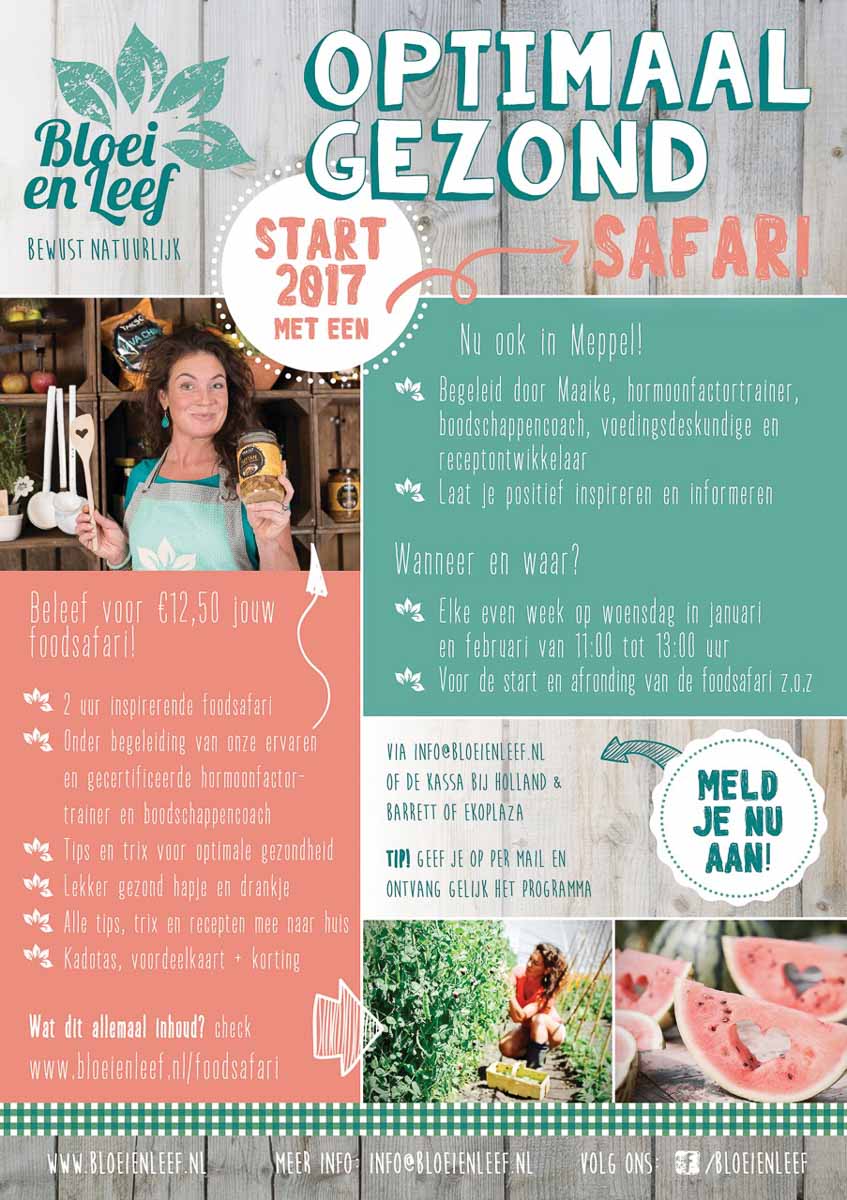 Bloei
en Leef
BEWUST NATUURLIJK
OPTIMAAL
GEZOND
START
2017
MET EEN
SAFARI
Nu ook in Meppel!
Begeleid door Maaike, hormoonfactortrainer,
boodschappencoach, voedingsdeskundige en
receptontwikkelaar
Laat je positief inspireren en informeren
Wanneer en waar?
Elke even week op woensdag in januari
en februari van 11:00 tot 13:00 uur
Voor de start en afronding van de foodsafari z.o.z
Beleef voor €12,50 jouw
foodsafari!
2 uur inspirerende foodsafari
Onder begeleiding van onze ervaren
en gecertificeerde hormoonfactor-
trainer en boodschappencoach
Tips en trix voor optimale gezondheid
Lekker gezond hapje en drankje
Alle tips, trix en recepten mee naar huis
Kadotas, voordeelkaart + korting
Wat dit allemaal inhoud? check
www.bloeienleef.nl/foodsafari
VIA INFO@BLOEIENLEEF.NL
OF DE KASSA BIJ HOLLAND &
BARRETT OF EKOPLAZA
TIP! GEEF JE OP PER MAIL EN
ONTVANG GELIJK HET PROGRAMMA
MELD
JE NU
AAN!
WWW.BLOEIENLEEF.NL
MEER INFO: INFO@BLOEIENLEEF.NL
VOLG ONS: f /BLOEIENLEEF